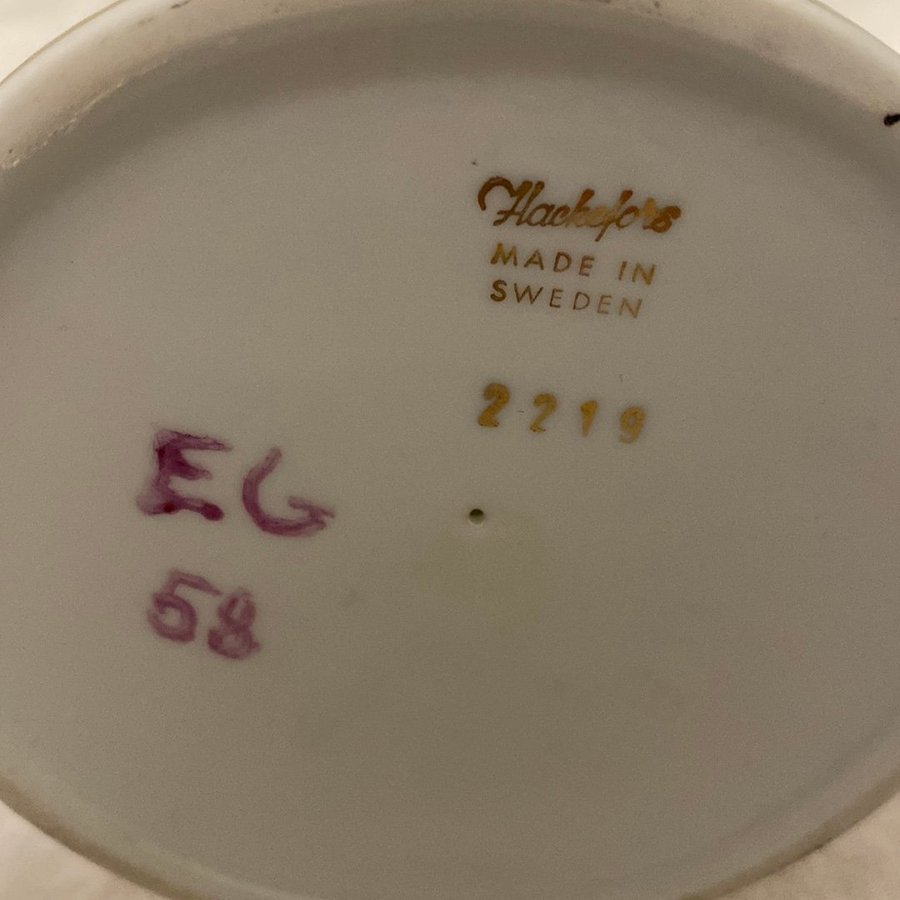 Hackefors
MADE IN
SWEDEN
2219
EG
58